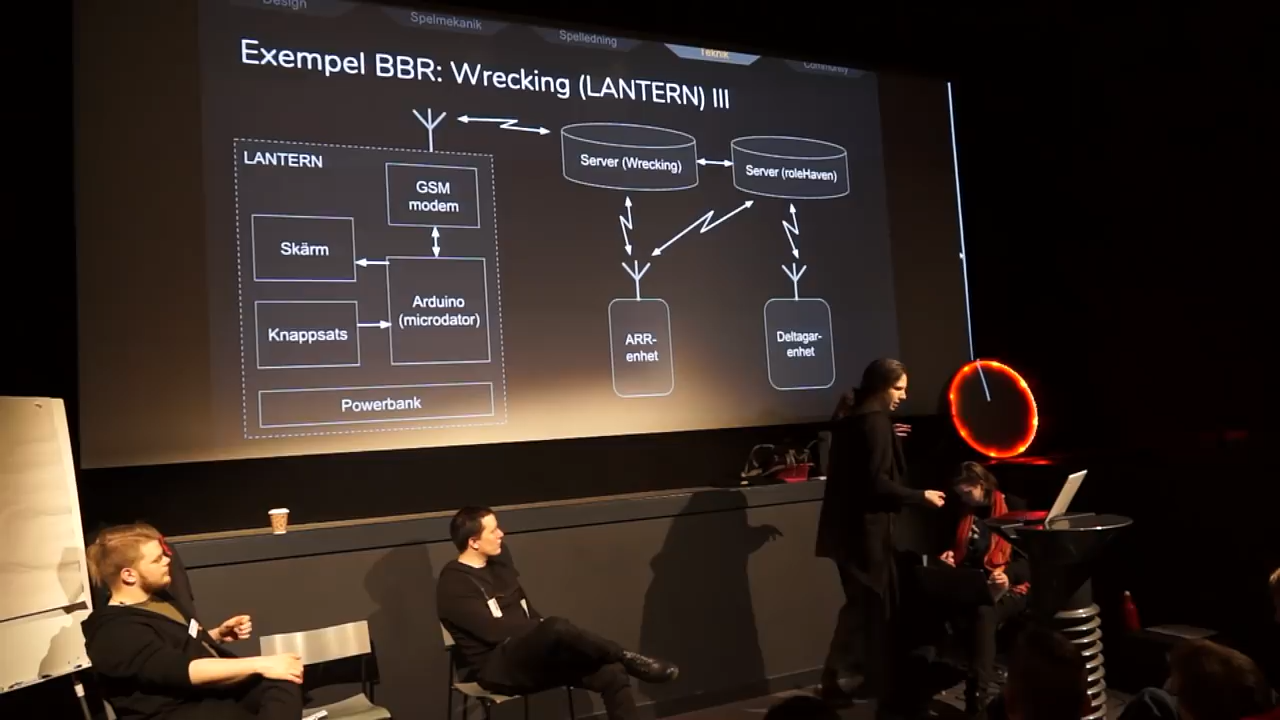 Design
Spelmekanik
Spelledning
Teknik
Community
Exempel BBR: Wrecking (LANTERN) III
LANTERN
GSM
modem
Skärm
Arduino
(microdator)
Knappsats
Powerbank
Server (Wrecking)
Server (roleHaven)
ARR-
enhet
Deltagar-
enhet